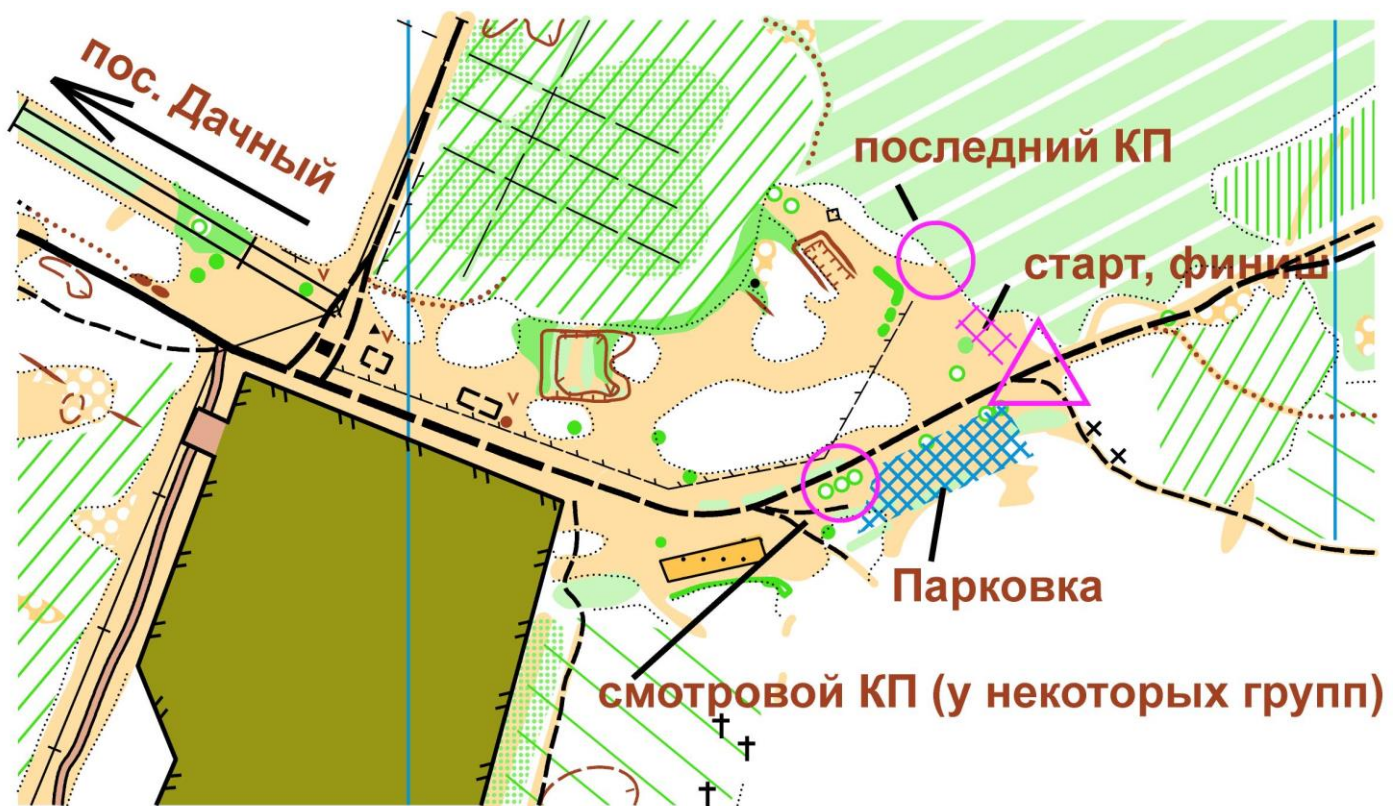 пос. Дачный
последний КП
старт, финиш
Парковка
смотровой КП (у некоторых групп)